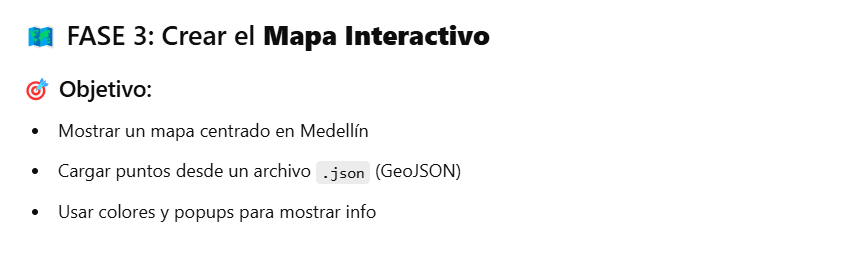 🗺️ FASE 3: Crear el Mapa Interactivo
🎯 Objetivo:
• Mostrar un mapa centrado en Medellín
• Cargar puntos desde un archivo .json (GeoJSON)
• Usar colores y popups para mostrar info